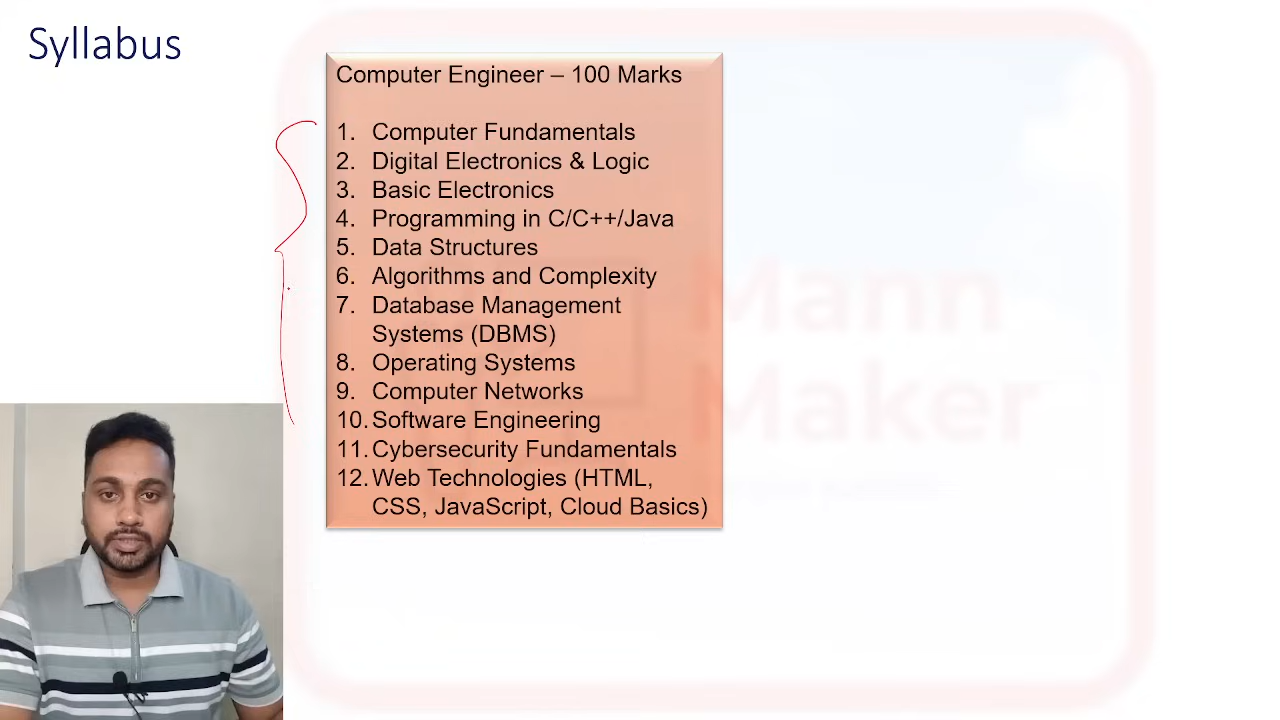 Syllabus
Computer Engineer – 100 Marks
1. Computer Fundamentals
2. Digital Electronics & Logic
3. Basic Electronics
4. Programming in C/C++/Java
5. Data Structures
6. Algorithms and Complexity
7. Database Management
Systems (DBMS)
8. Operating Systems
9. Computer Networks
10. Software Engineering
11. Cybersecurity Fundamentals
12. Web Technologies (HTML,
CSS, JavaScript, Cloud Basics)
Mann
Maker